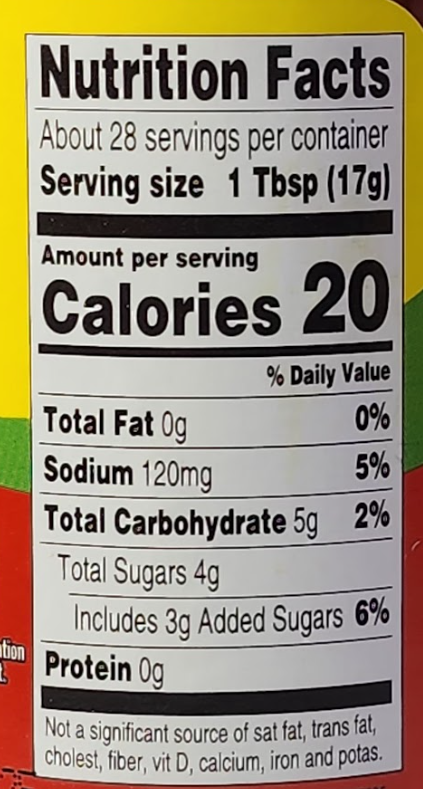 Nutrition Facts
About 28 servings per container
Serving size 1 Tbsp (17g)
Amount per serving
Calories 20
% Daily Value
Total Fat 0g 0%
Sodium 120mg 5%
Total Carbohydrate 5g 2%
Total Sugars 4g
Includes 3g Added Sugars 6%
Protein 0g
Not a significant source of sat fat, trans fat,
cholest, fiber, vit D, calcium, iron and potas.